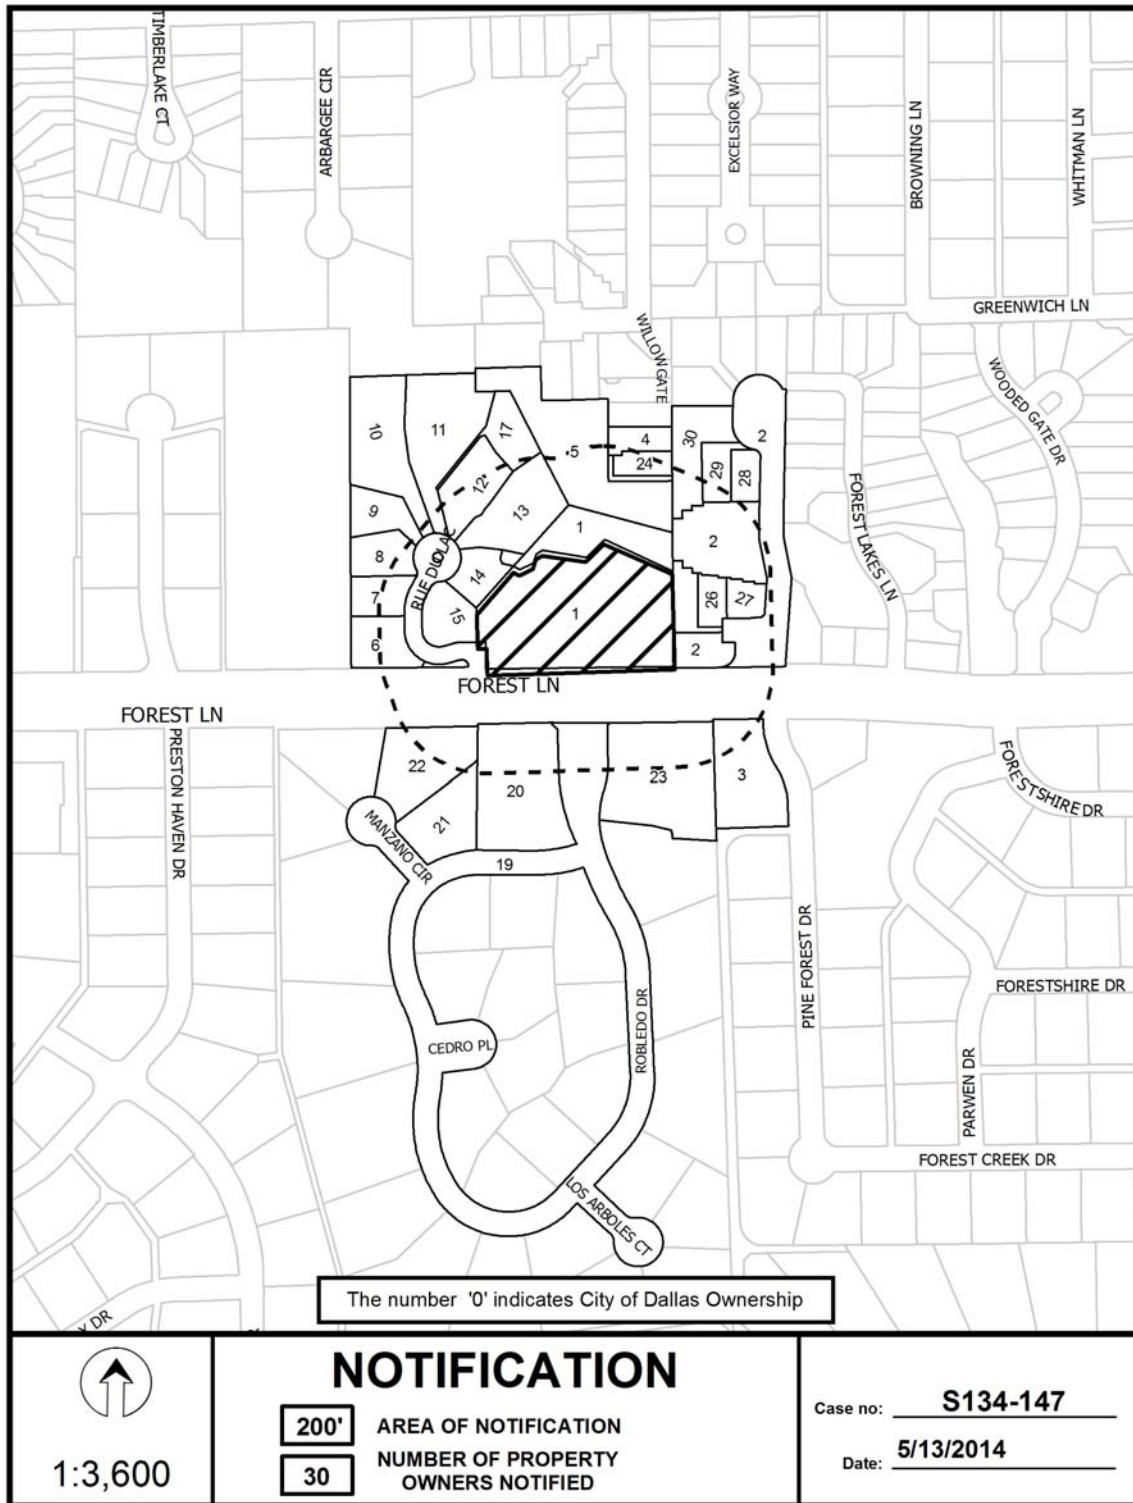 TIMBERLAKE CT
ARBARGEE CIR
EXCELSIOR WAY
BROWNING LN
WHITMAN LN
GREENWICH LN
WILLOW GATE
WOODED GATE DR
FOREST LAKES LN
10
11
17
5
4
24
30
29
28
2
12
13
9
8
7
6
RUE DU LAC
14
15
1
1
2
26
27
2
FOREST LN
FOREST LN
PRESTON HAVEN DR
22
21
20
23
3
MANZANO CIR
19
FORESTSHIRE DR
PINE FOREST DR
FORESTSHIRE DR
ROBLEDO DR
CEDRO PL
PARWEN DR
FOREST CREEK DR
LOS ARBOLES CT
DR
The number '0' indicates City of Dallas Ownership
1:3,600
NOTIFICATION
200' AREA OF NOTIFICATION
30 NUMBER OF PROPERTY
OWNERS NOTIFIED
Case no: S134-147
Date: 5/13/2014